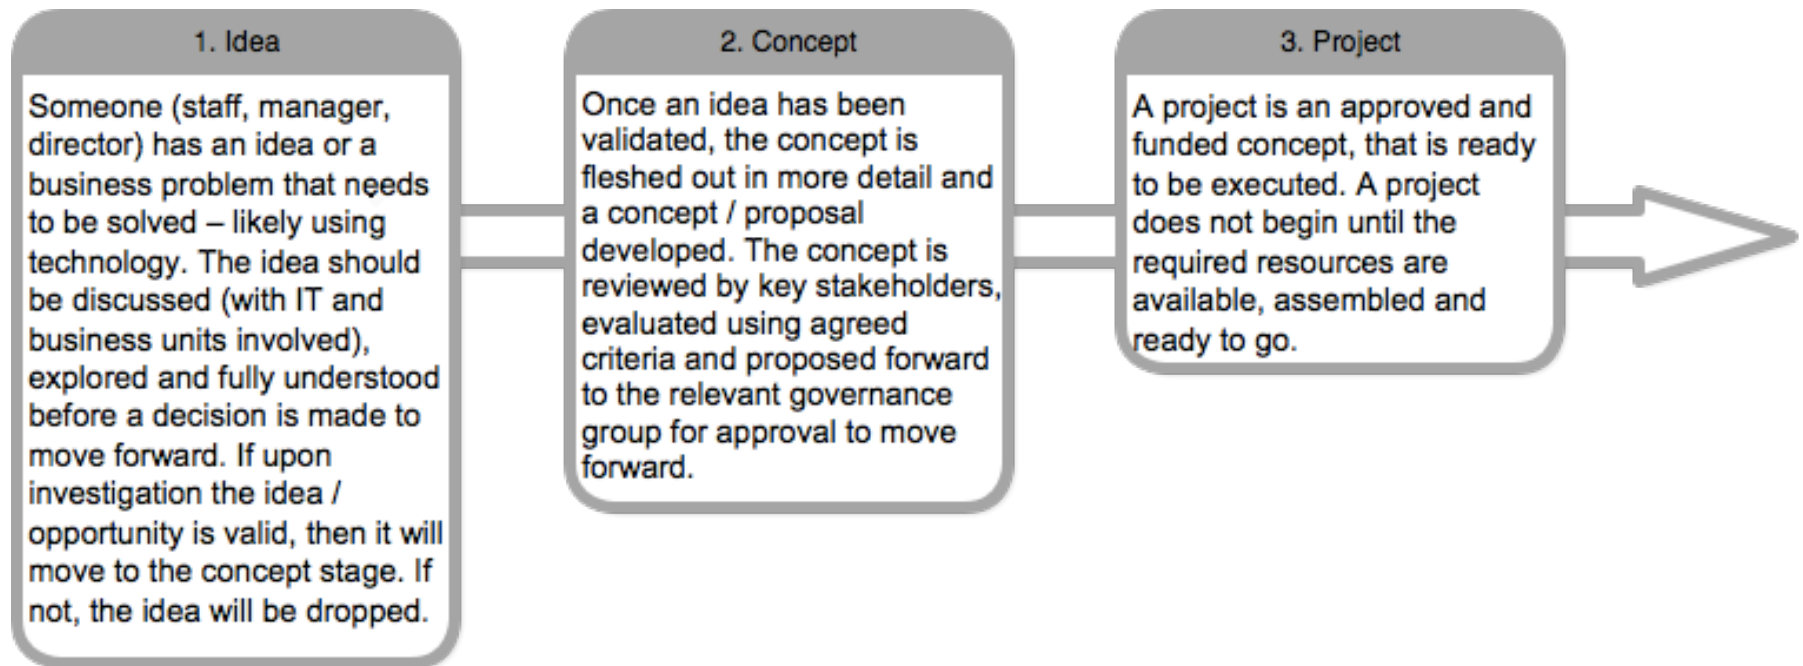 1. Idea
Someone (staff, manager,
director) has an idea or a
business problem that needs
to be solved – likely using
technology. The idea should
be discussed (with IT and
business units involved),
explored and fully understood
before a decision is made to
move forward. If upon
investigation the idea /
opportunity is valid, then it will
move to the concept stage. If
not, the idea will be dropped.
2. Concept
Once an idea has been
validated, the concept is
fleshed out in more detail and
a concept / proposal
developed. The concept is
reviewed by key stakeholders,
evaluated using agreed
criteria and proposed forward
to the relevant governance
group for approval to move
forward.
3. Project
A project is an approved and
funded concept, that is ready
to be executed. A project
does not begin until the
required resources are
available, assembled and
ready to go.